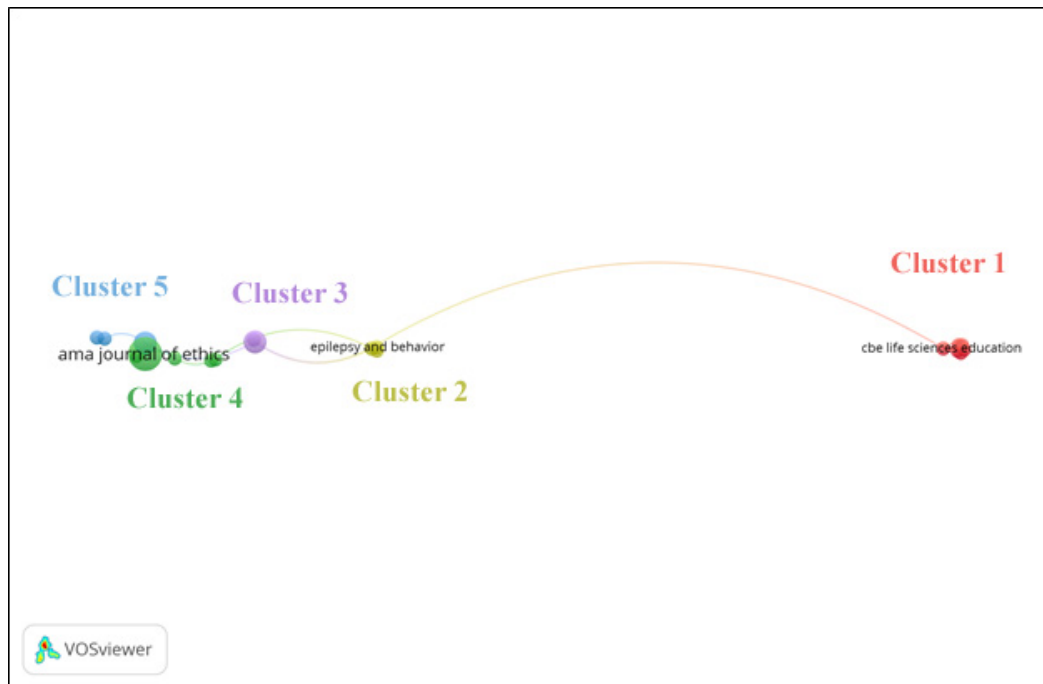 Cluster 1
Cluster 5
Cluster 3
epilepsy and behavior
cbe life sciences education
ama journal of ethics
Cluster 2
Cluster 4
VOSviewer